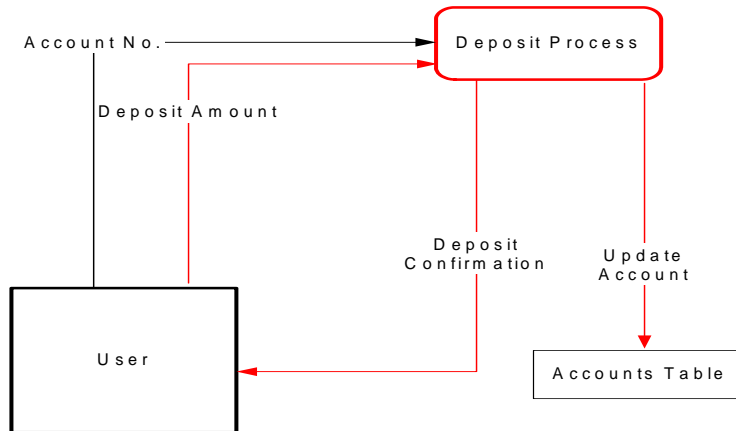 Account No.
Deposit Process
Deposit Amount
Deposit
Confirmation
Update
Account
User
Accounts Table